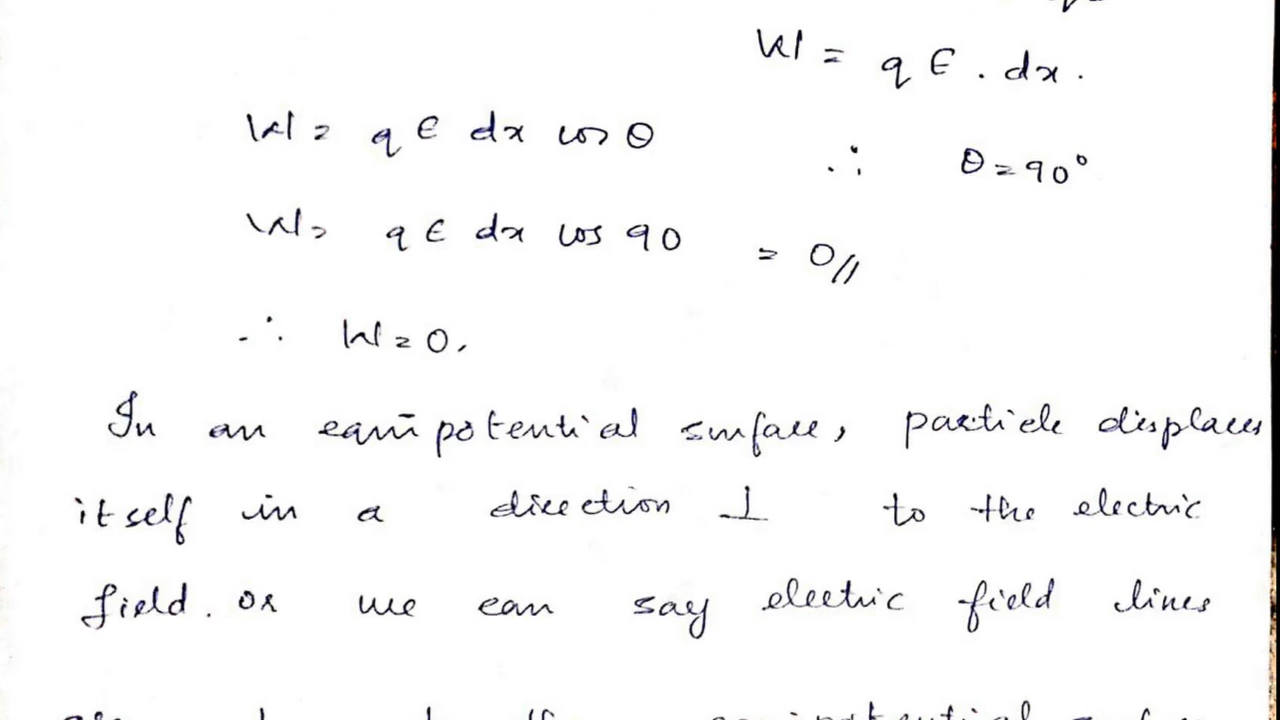 W = q E . dx .
W = q E dx cos θ
∴ θ = 90°
W = q E dx cos 90 = 0 //
∴ W = 0.
In an equipotential surface, particle displaces
itself in a direction ⊥ to the electric
field. or we can say electric field lines